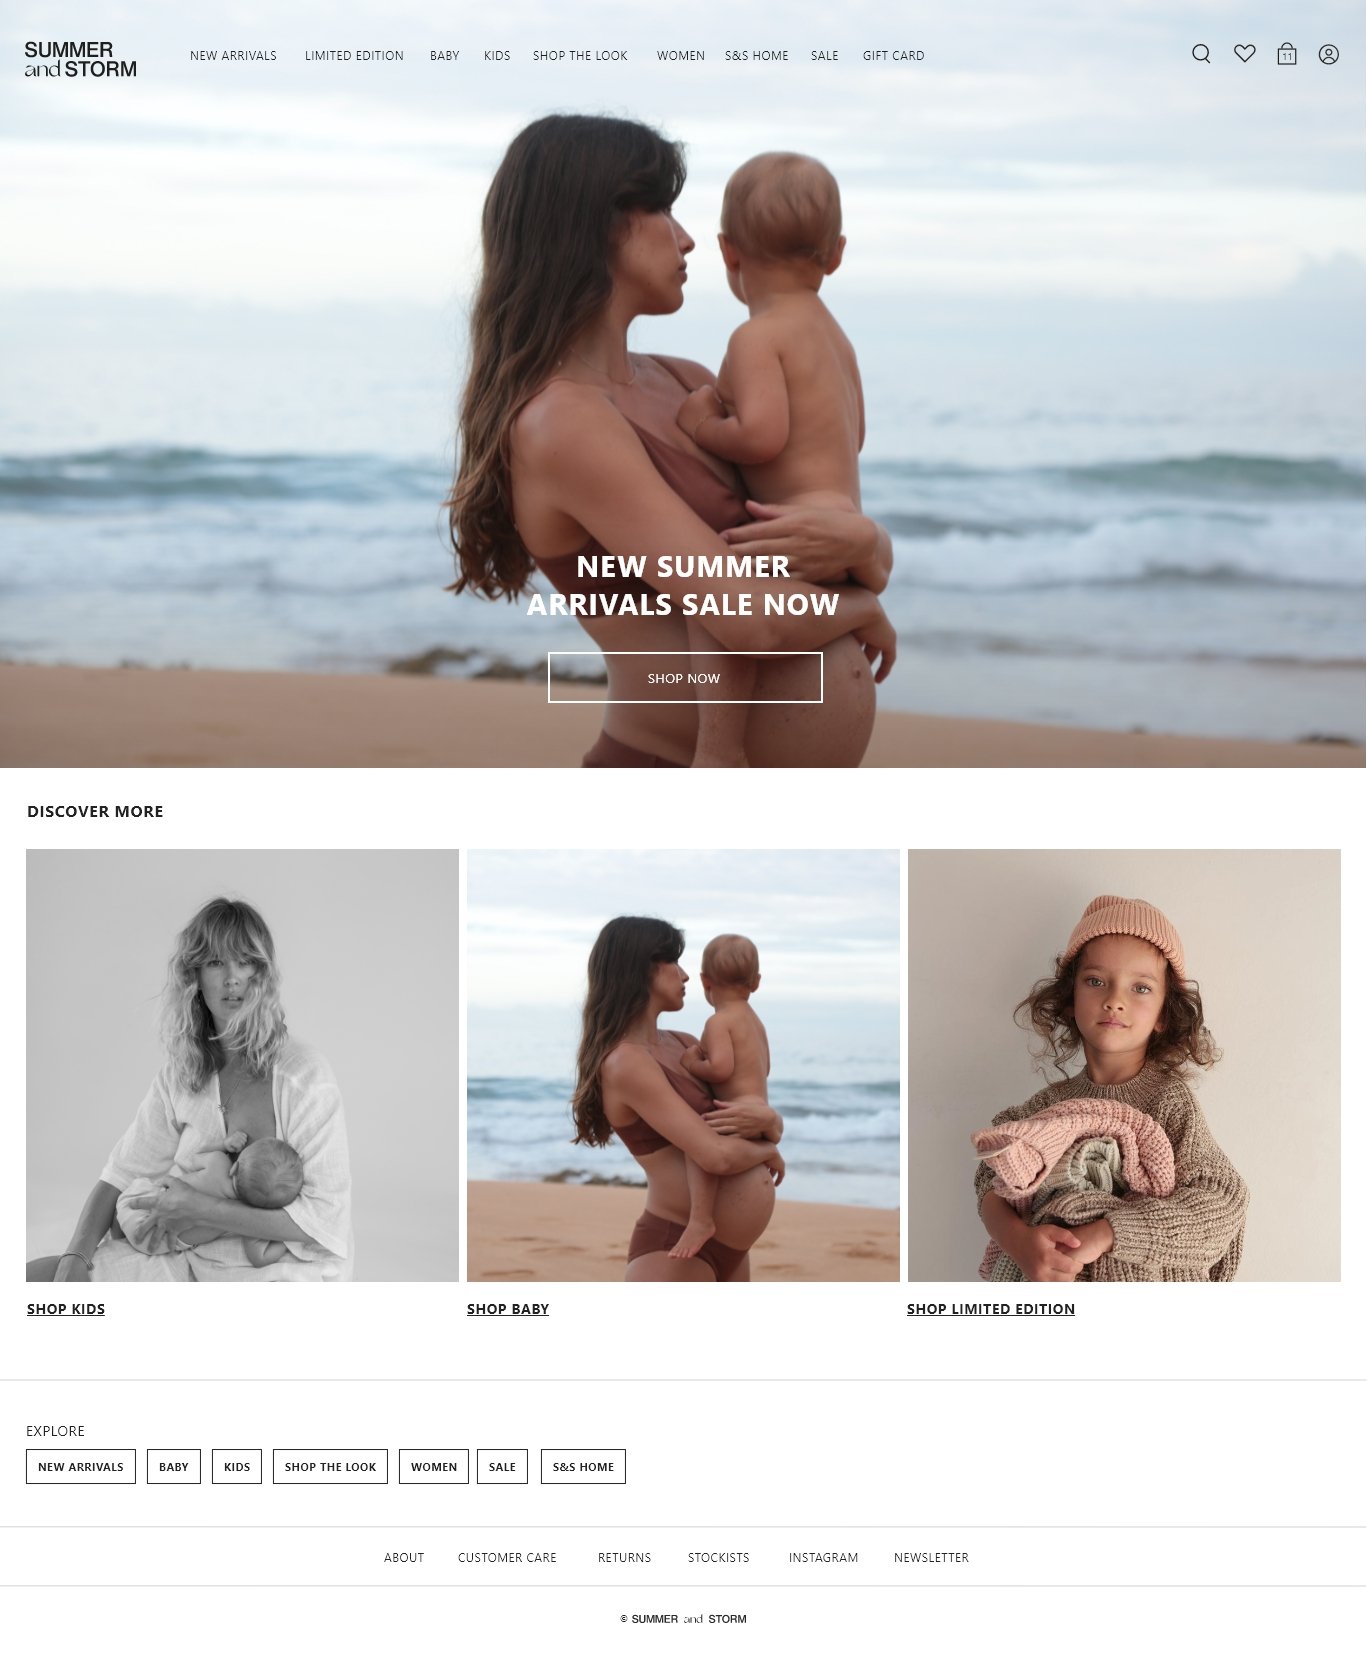 SUMMER
and STORM
NEW ARRIVALS LIMITED EDITION BABY KIDS SHOP THE LOOK WOMEN S&S HOME SALE GIFT CARD
11
NEW SUMMER
ARRIVALS SALE NOW
SHOP NOW
DISCOVER MORE
SHOP KIDS SHOP BABY SHOP LIMITED EDITION
EXPLORE
NEW ARRIVALS BABY KIDS SHOP THE LOOK WOMEN SALE S&S HOME
ABOUT CUSTOMER CARE RETURNS STOCKISTS INSTAGRAM NEWSLETTER
© SUMMER and STORM